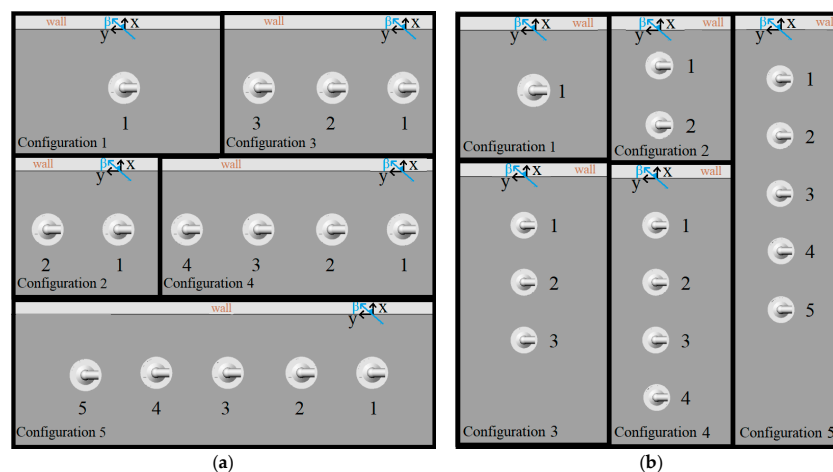 wall β x y
1
Configuration 1
wall β x y
3 2 1
Configuration 3
wall β x y
2 1
Configuration 2
wall β x y
4 3 2 1
Configuration 4
wall β x y
5 4 3 2 1
Configuration 5
(a)
β x wall
y
1
Configuration 1
β x wall
y
1
2
Configuration 2
β x wall
y
1
2
3
Configuration 3
β x wall
y
1
2
3
4
Configuration 4
β x wall
y
1
2
3
4
5
Configuration 5
(b)